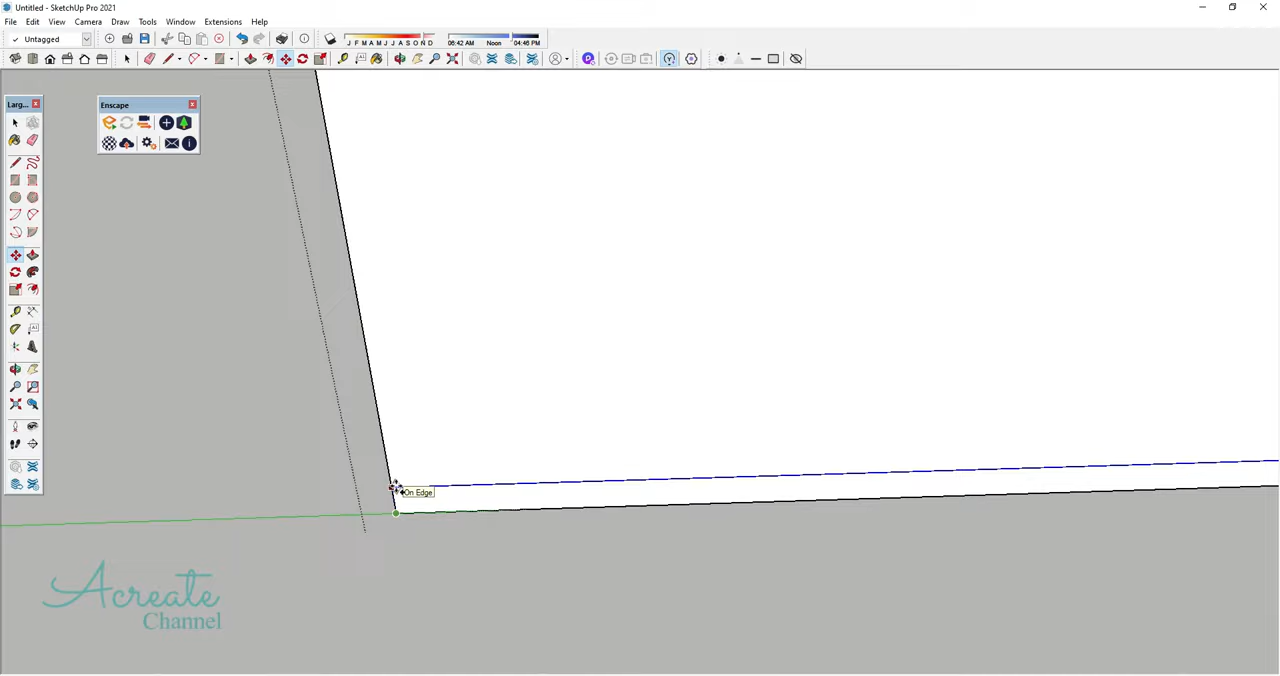 Untitled - SketchUp Pro 2021
File Edit View Camera Draw Tools Window Extensions Help
Untagged
J F M A M J J A S O N D
06:42 AM Noon 04:46 PM
Larg...
Enscape
On Edge
Acreate
Channel